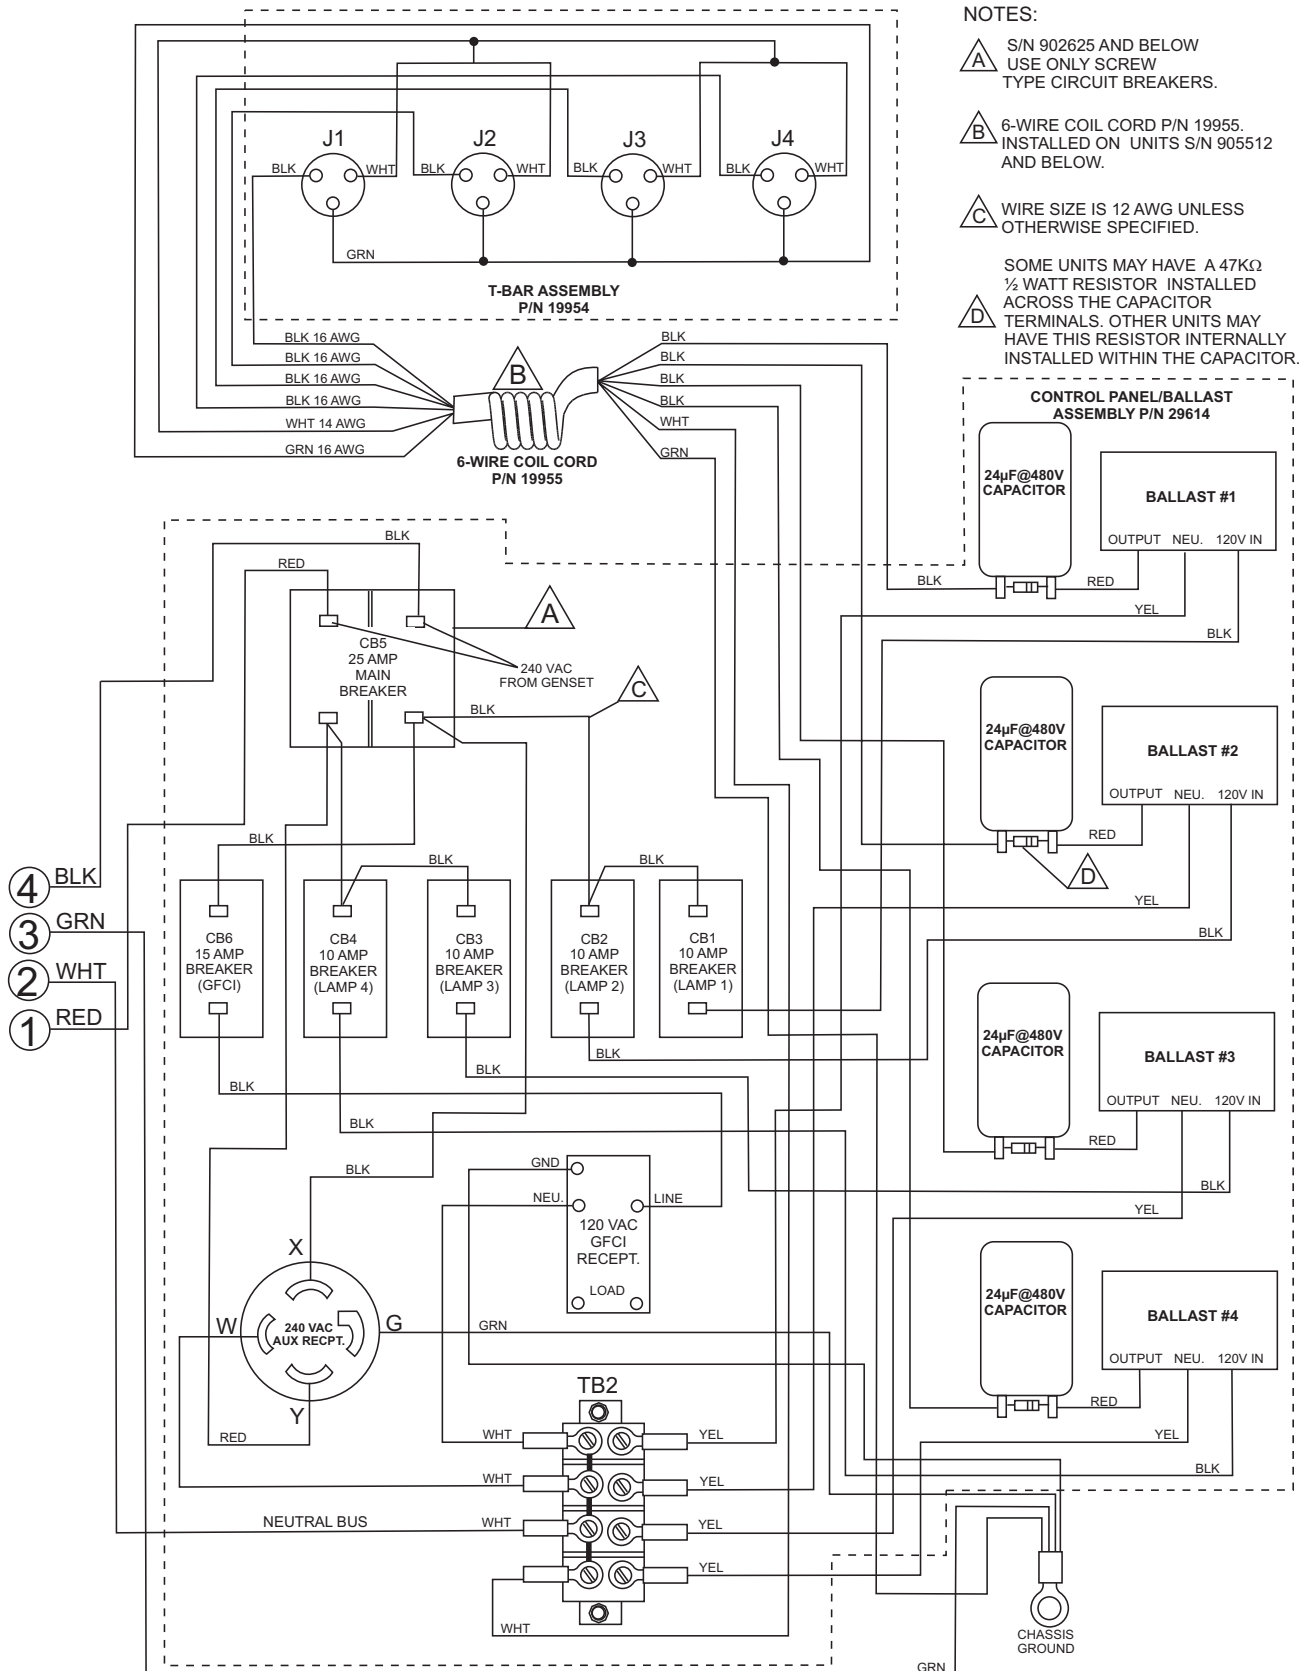 NOTES:
A
S/N 902625 AND BELOW
USE ONLY SCREW
TYPE CIRCUIT BREAKERS.
B
6-WIRE COIL CORD P/N 19955.
INSTALLED ON UNITS S/N 905512
AND BELOW.
C
WIRE SIZE IS 12 AWG UNLESS
OTHERWISE SPECIFIED.
D
SOME UNITS MAY HAVE A 47KΩ
½ WATT RESISTOR INSTALLED
ACROSS THE CAPACITOR
TERMINALS. OTHER UNITS MAY
HAVE THIS RESISTOR INTERNALLY
INSTALLED WITHIN THE CAPACITOR.
J1
J2
J3
J4
BLK
WHT
BLK
WHT
BLK
WHT
BLK
WHT
GRN
T-BAR ASSEMBLY
P/N 19954
BLK 16 AWG
BLK 16 AWG
BLK 16 AWG
BLK 16 AWG
WHT 14 AWG
GRN 16 AWG
B
6-WIRE COIL CORD
P/N 19955
BLK
BLK
BLK
BLK
WHT
GRN
CONTROL PANEL/BALLAST
ASSEMBLY P/N 29614
24µF@480V
CAPACITOR
BALLAST #1
OUTPUT NEU. 120V IN
BLK
RED
YEL
BLK
BLK
RED
A
CB5
25 AMP
MAIN
BREAKER
240 VAC
FROM GENSET
C
BLK
24µF@480V
CAPACITOR
BALLAST #2
OUTPUT NEU. 120V IN
RED
D
YEL
BLK
BLK
BLK
BLK
4
BLK
3
GRN
2
WHT
1
RED
CB6
15 AMP
BREAKER
(GFCI)
CB4
10 AMP
BREAKER
(LAMP 4)
CB3
10 AMP
BREAKER
(LAMP 3)
CB2
10 AMP
BREAKER
(LAMP 2)
CB1
10 AMP
BREAKER
(LAMP 1)
24µF@480V
CAPACITOR
BALLAST #3
OUTPUT NEU. 120V IN
RED
BLK
BLK
BLK
BLK
BLK
BLK
YEL
GND
NEU.
LINE
120 VAC
GFCI
RECEPT.
LOAD
X
W
G
Y
240 VAC
AUX RECPT.
GRN
RED
24µF@480V
CAPACITOR
BALLAST #4
OUTPUT NEU. 120V IN
RED
YEL
BLK
TB2
WHT
YEL
WHT
YEL
NEUTRAL BUS
WHT
YEL
YEL
WHT
CHASSIS
GROUND
GRN